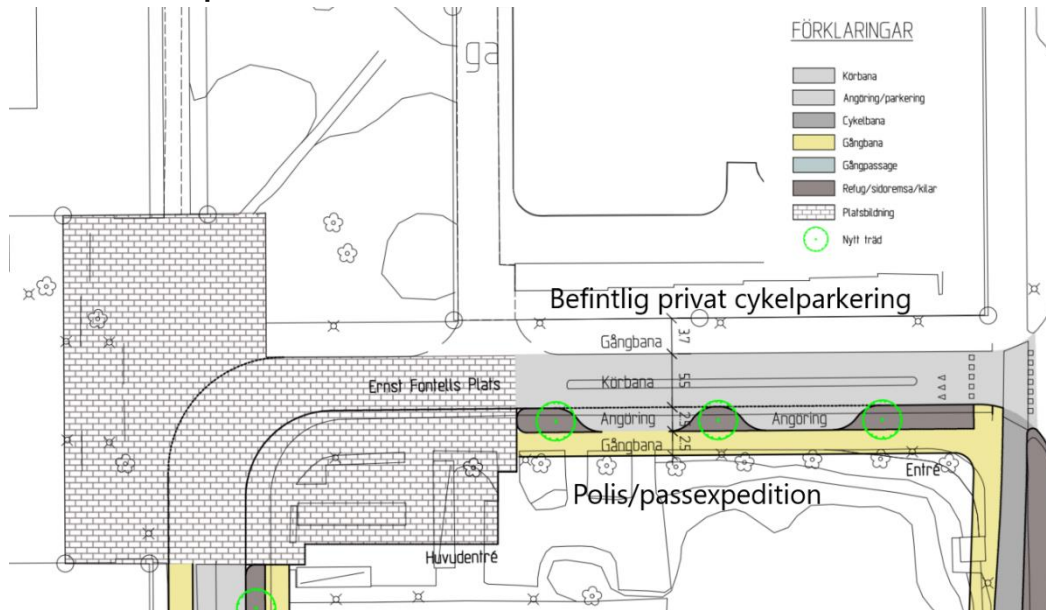 ga
FÖRKLARINGAR
Körbana
Angöring/parkering
Cykelbana
Gångbana
Gångpassage
Refug/sidoremsa/kilar
Platsbildning
Nytt träd
Befintlig privat cykelparkering
Gångbana
37
Ernst Fontells Plats
Körbana
55
Angöring
25
Angöring
Gångbana
25
Entré
Polis/passexpedition
Huvudentré